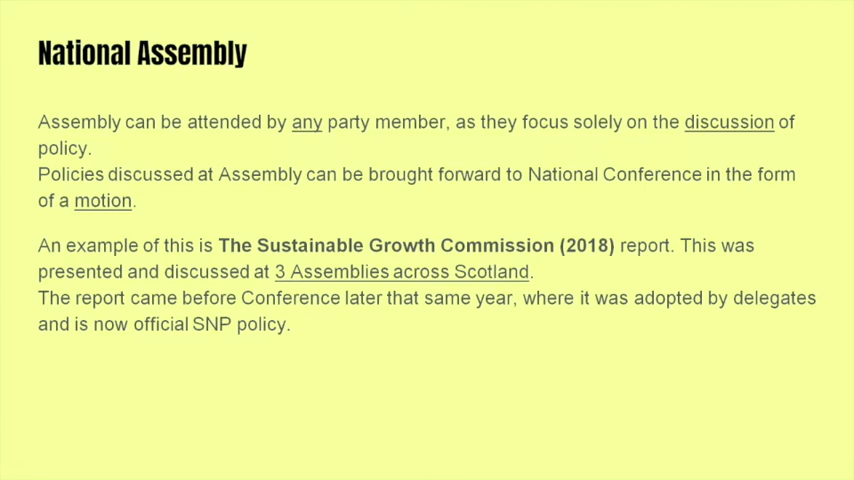 National Assembly
Assembly can be attended by any party member, as they focus solely on the discussion of
policy.
Policies discussed at Assembly can be brought forward to National Conference in the form
of a motion.
An example of this is The Sustainable Growth Commission (2018) report. This was
presented and discussed at 3 Assemblies across Scotland.
The report came before Conference later that same year, where it was adopted by delegates
and is now official SNP policy.